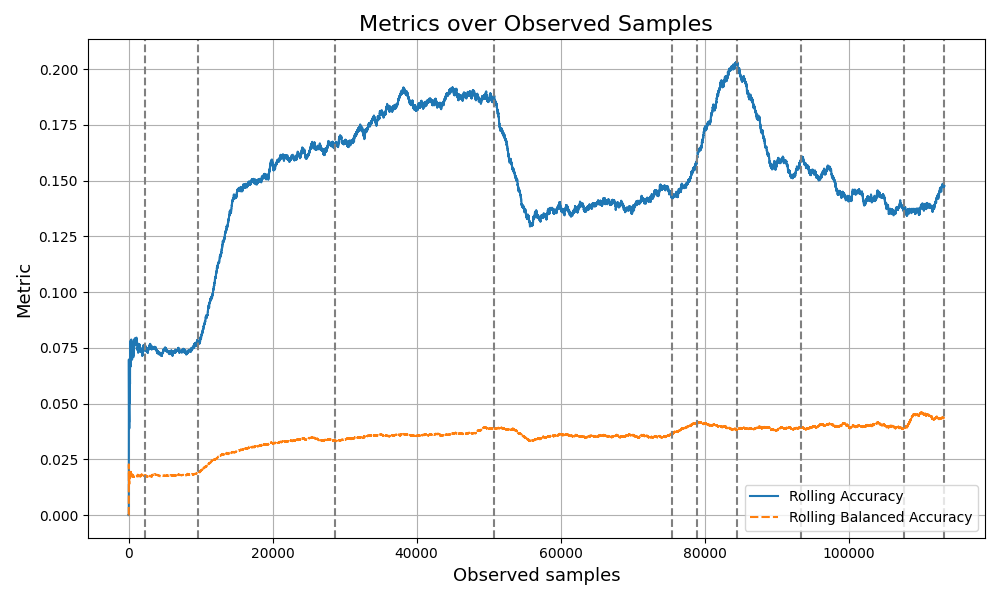 Metrics over Observed Samples
Metric
0.200
0.175
0.150
0.125
0.100
0.075
0.050
0.025
0.000
Rolling Accuracy
Rolling Balanced Accuracy
0 20000 40000 60000 80000 100000
Observed samples